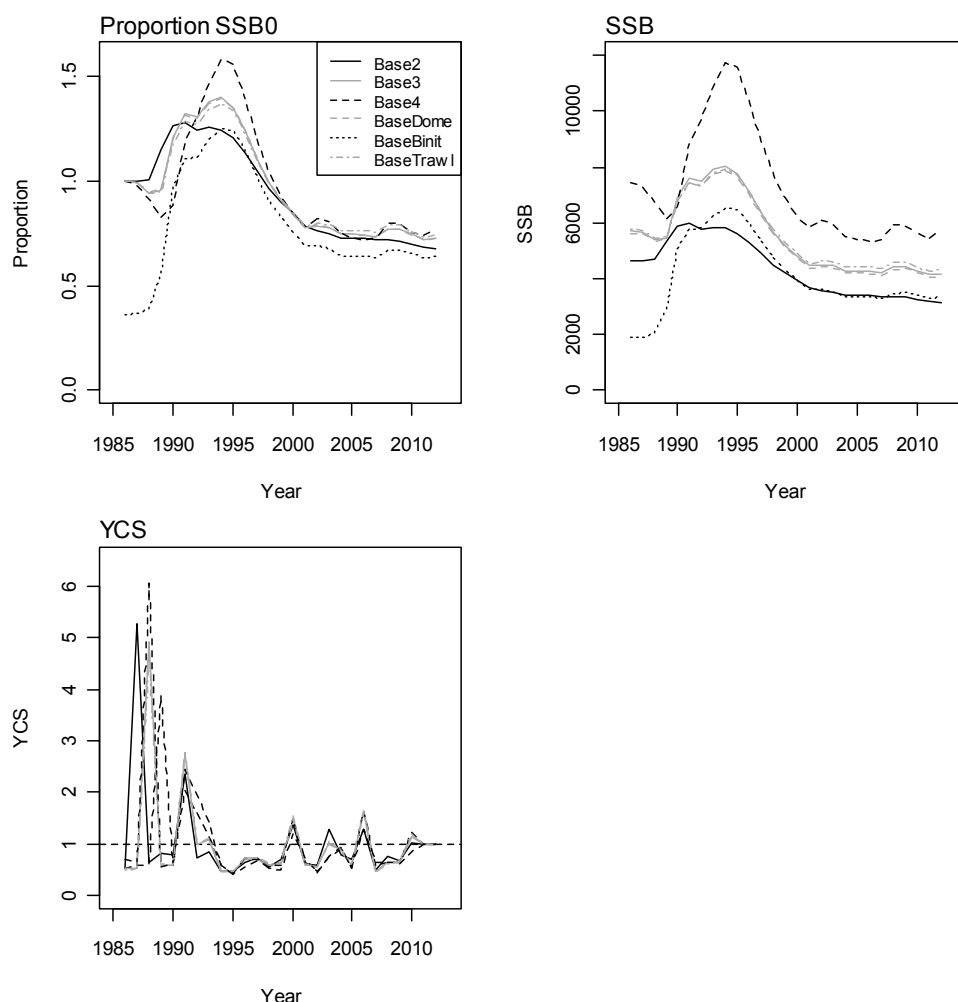 Proportion SSB0
SSB
Proportion
0.0 0.5 1.0 1.5
Base2
Base3
Base4
BaseDome
BaseBinit
BaseTrawl
1985 1990 1995 2000 2005 2010
Year
SSB
0 2000 4000 6000 10000
1985 1990 1995 2000 2005 2010
Year
YCS
YCS
0 1 2 3 4 5 6
1985 1990 1995 2000 2005 2010
Year